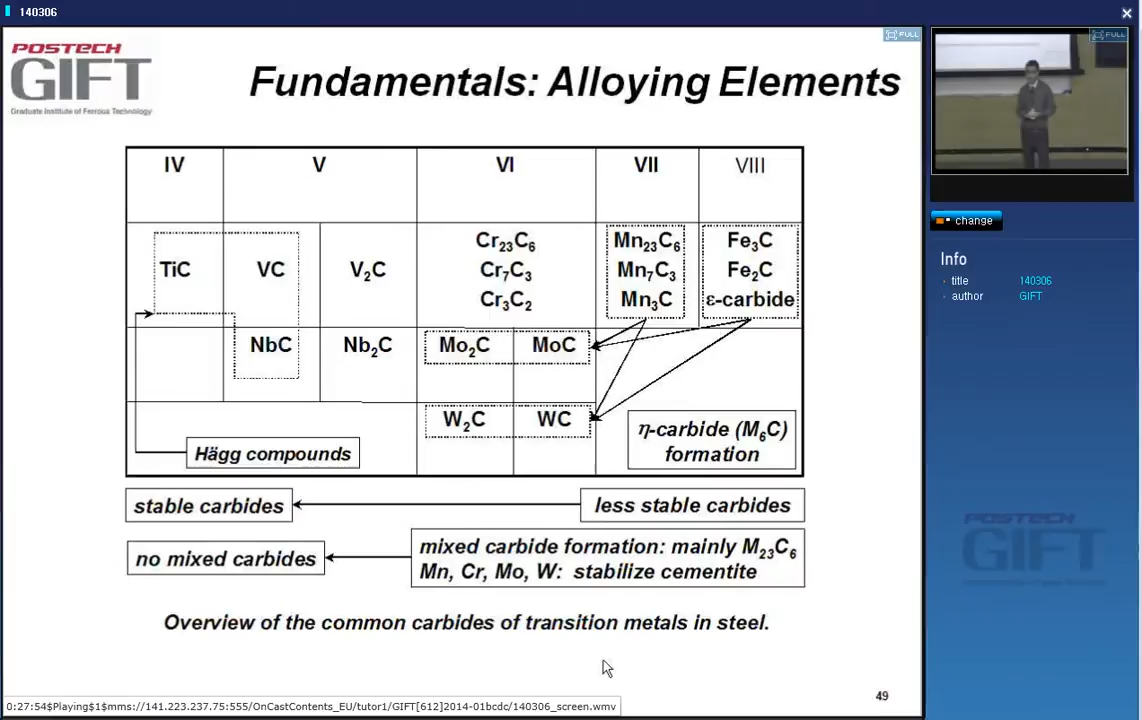 140306
POSTECH
GIFT
Graduate Institute of Ferrous Technology
FULL
FULL
Fundamentals: Alloying Elements
IV V VI VII VIII
TiC VC V2C
Cr23C6
Cr7C3
Cr3C2
Mn23C6
Mn7C3
Mn3C
Fe3C
Fe2C
ε-carbide
NbC Nb2C Mo2C MoC
W2C WC
η-carbide (M6C)
formation
Hägg compounds
stable carbides
less stable carbides
no mixed carbides
mixed carbide formation: mainly M23C6
Mn, Cr, Mo, W: stabilize cementite
Overview of the common carbides of transition metals in steel.
49
0:27:54$Playing$1$mms://141.223.237.75:555/OnCastContents_EU/tutor1/GIFT[612]2014-01bcdc/140306_screen.wmv
change
Info
title 140306
author GIFT
POSTECH
GIFT